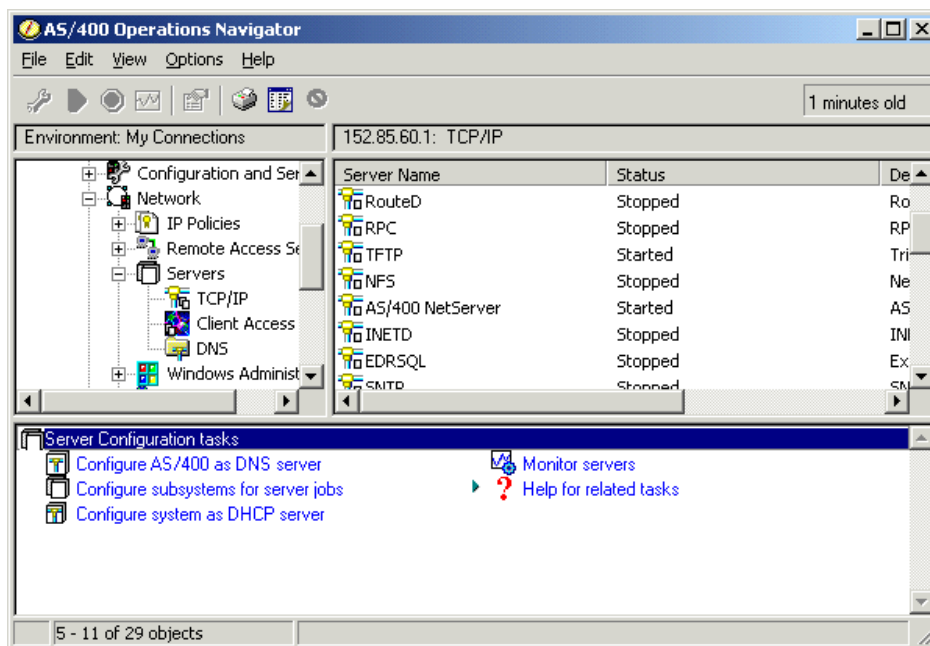 AS/400 Operations Navigator
File Edit View Options Help
1 minutes old
Environment: My Connections
152.85.60.1: TCP/IP
Configuration and Ser
Network
IP Policies
Remote Access Se
Servers
TCP/IP
Client Access
DNS
Windows Administ
Server Name Status De
RouteD Stopped Ro
RPC Stopped RP
TFTP Started Tri
NFS Stopped Ne
AS/400 NetServer Started AS
INETD Stopped INI
EDRSQL Stopped Ex
SNTP Stopped SN
Server Configuration tasks
Configure AS/400 as DNS server
Configure subsystems for server jobs
Configure system as DHCP server
Monitor servers
Help for related tasks
5 - 11 of 29 objects